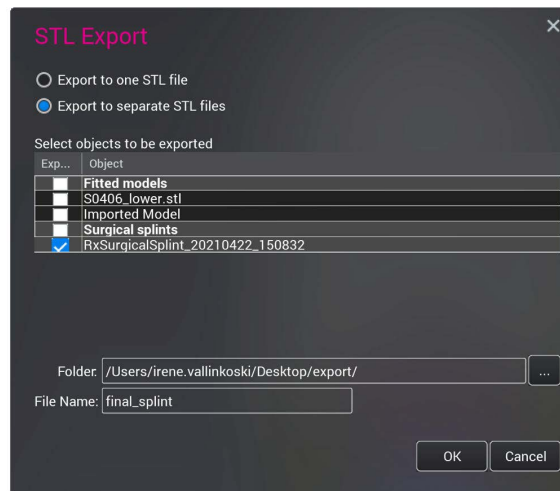 STL Export
Export to one STL file
Export to separate STL files
Select objects to be exported
Exp... Object
Fitted models
S0406_lower.stl
Imported Model
Surgical splints
RxSurgicalSplint_20210422_150832
Folder: /Users/irene.vallinkoski/Desktop/export/ ...
File Name: final_splint
OK Cancel